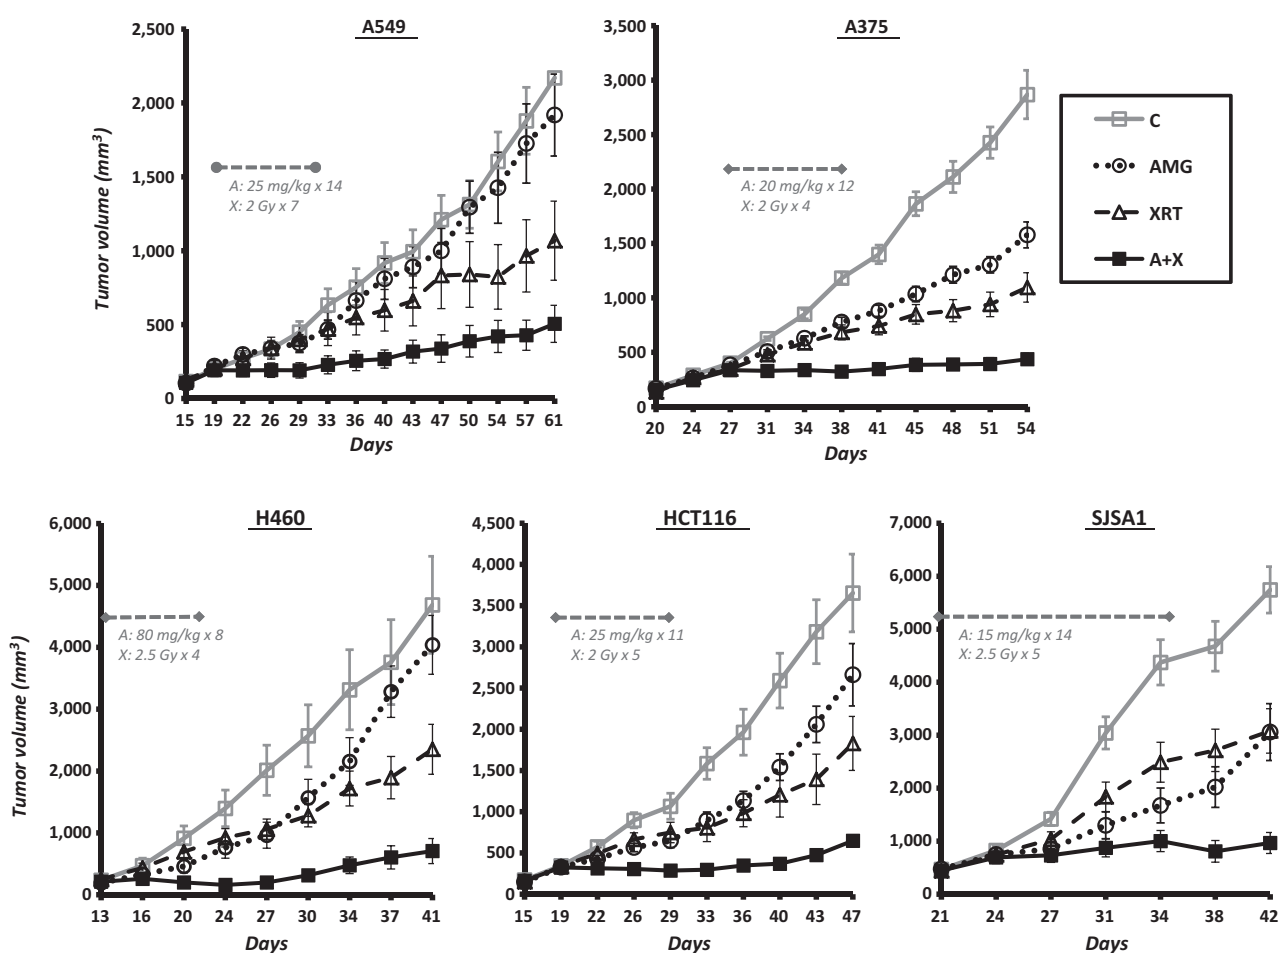 A549
Tumor volume (mm³)
2,500
2,000
1,500
1,000
500
0
A: 25 mg/kg x 14
X: 2 Gy x 7
15 19 22 26 29 33 36 40 43 47 50 54 57 61
Days
A375
3,500
3,000
2,500
2,000
1,500
1,000
500
0
A: 20 mg/kg x 12
X: 2 Gy x 4
20 24 27 31 34 38 41 45 48 51 54
Days
C
AMG
XRT
A+X
H460
Tumor volume (mm³)
6,000
5,000
4,000
3,000
2,000
1,000
0
A: 80 mg/kg x 8
X: 2.5 Gy x 4
13 16 20 24 27 30 34 37 41
Days
HCT116
4,500
4,000
3,500
3,000
2,500
2,000
1,500
1,000
500
0
A: 25 mg/kg x 11
X: 2 Gy x 5
15 19 22 26 29 33 36 40 43 47
Days
SJSA1
7,000
6,000
5,000
4,000
3,000
2,000
1,000
0
A: 15 mg/kg x 14
X: 2.5 Gy x 5
21 24 27 31 34 38 42
Days